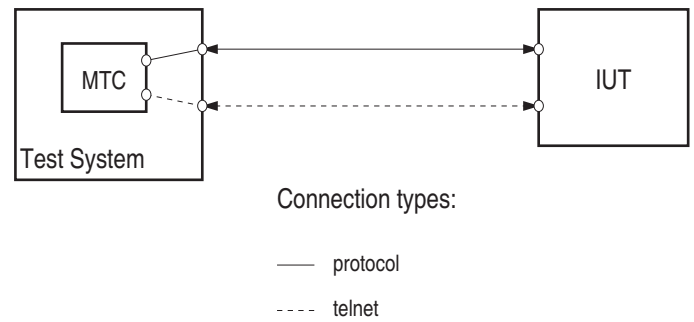 MTC
IUT
Test System
Connection types:
protocol
telnet